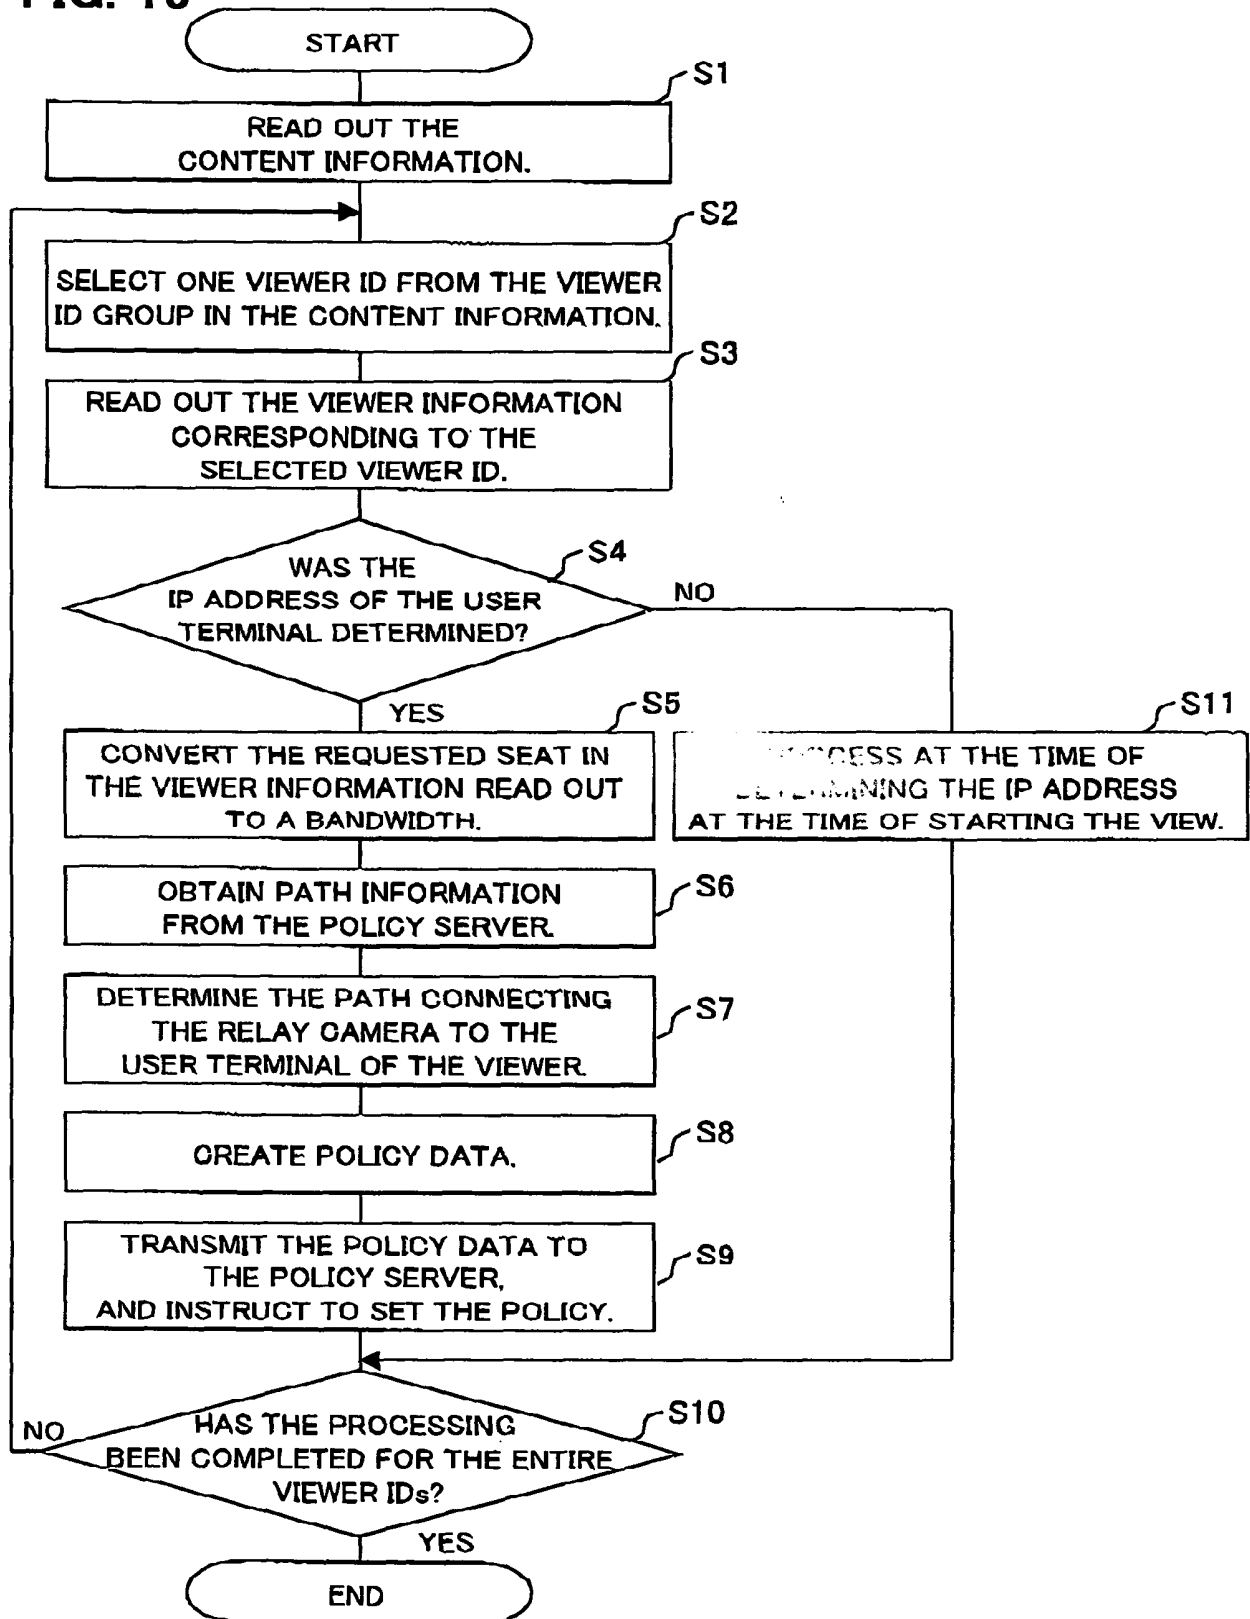 START
S1
READ OUT THE
CONTENT INFORMATION.
S2
SELECT ONE VIEWER ID FROM THE VIEWER
ID GROUP IN THE CONTENT INFORMATION.
S3
READ OUT THE VIEWER INFORMATION
CORRESPONDING TO THE
SELECTED VIEWER ID.
S4
WAS THE
IP ADDRESS OF THE USER
TERMINAL DETERMINED?
NO
YES
S5
CONVERT THE REQUESTED SEAT IN
THE VIEWER INFORMATION READ OUT
TO A BANDWIDTH.
S11
AT THE TIME OF
THE IP ADDRESS
AT THE TIME OF STARTING THE VIEW.
S6
OBTAIN PATH INFORMATION
FROM THE POLICY SERVER.
S7
DETERMINE THE PATH CONNECTING
THE RELAY CAMERA TO THE
USER TERMINAL OF THE VIEWER.
S8
CREATE POLICY DATA.
S9
TRANSMIT THE POLICY DATA TO
THE POLICY SERVER,
AND INSTRUCT TO SET THE POLICY.
S10
NO
HAS THE PROCESSING
BEEN COMPLETED FOR THE ENTIRE
VIEWER IDs?
YES
END